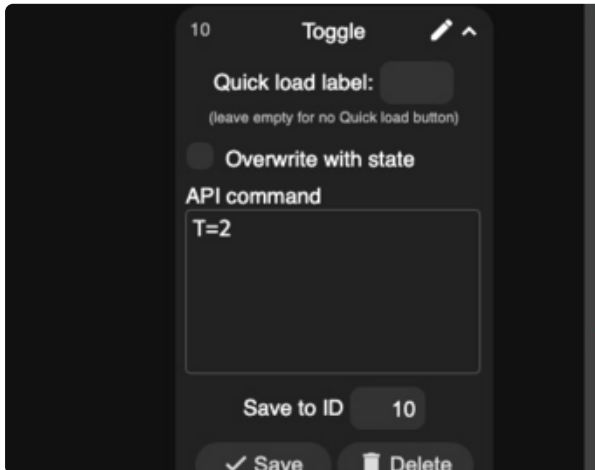 10 Toggle
Quick load label:
(leave empty for no Quick load button)
Overwrite with state
API command
T=2
Save to ID 10
Save Delete